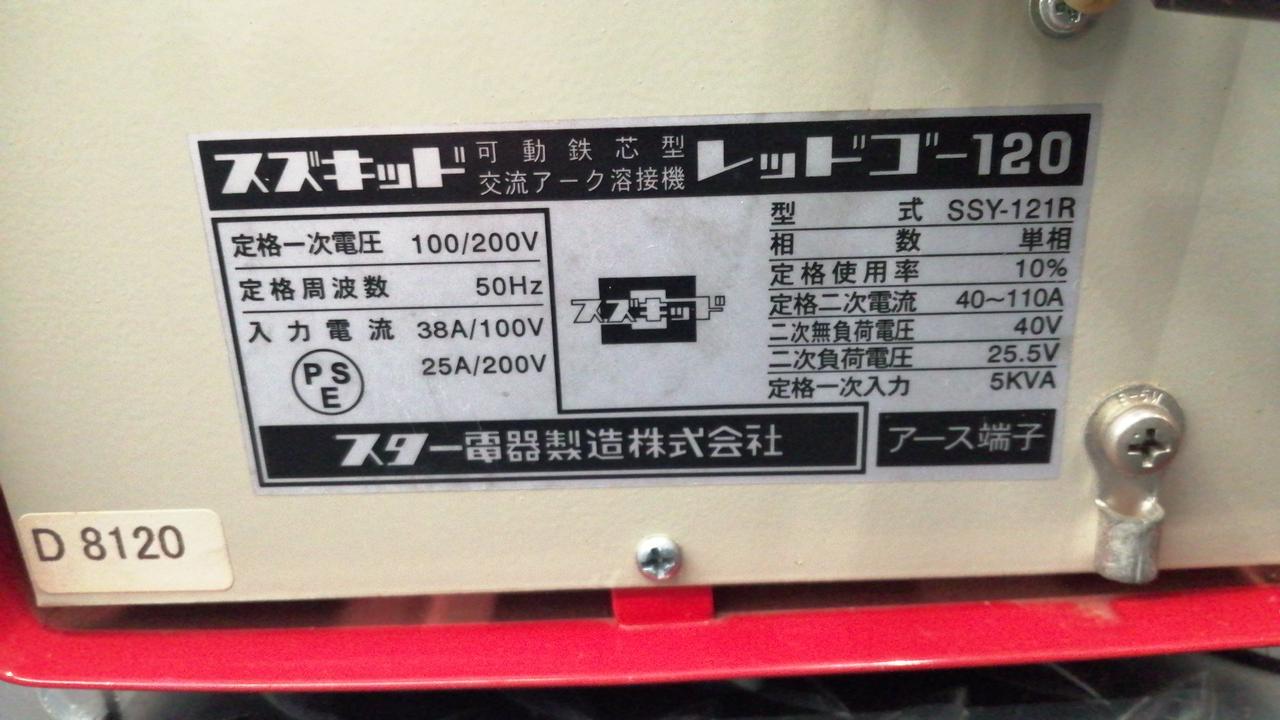 スズキッド 可動鉄芯型 交流アーク溶接機 レッドゴー120
定格一次電圧 100/200V
定格周波数 50Hz
入力電流 38A/100V
25A/200V
PSE
スズキッド
型式 SSY-121R
相数 単相
定格使用率 10%
定格二次電流 40～110A
二次無負荷電圧 40V
二次負荷電圧 25.5V
定格一次入力 5KVA
スター電器製造株式会社
アース端子
D 8120